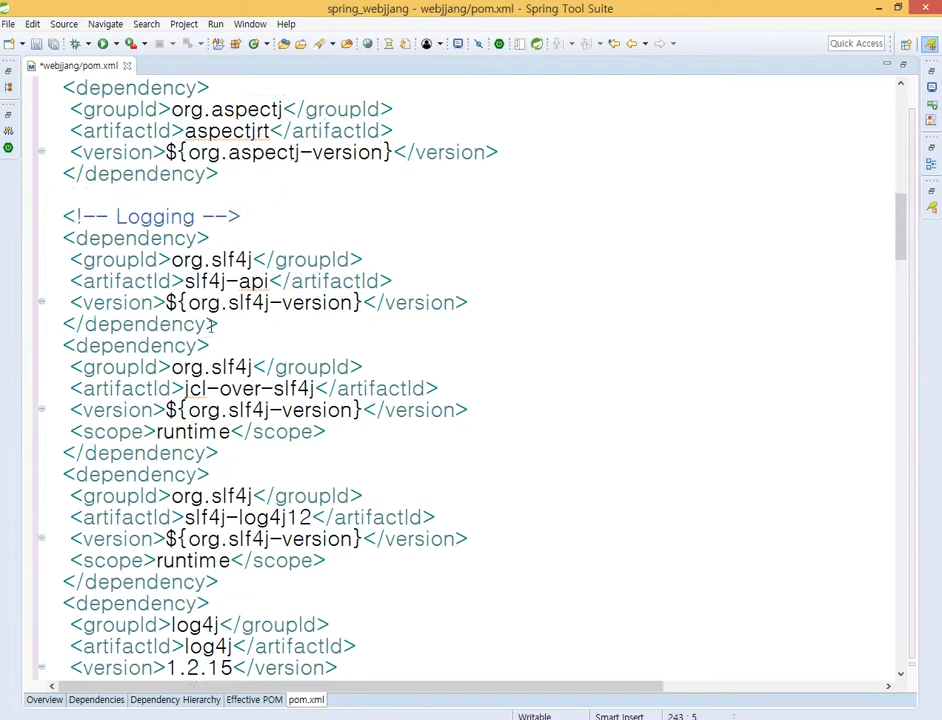 spring_webjjang - webjjang/pom.xml - Spring Tool Suite
File Edit Source Navigate Search Project Run Window Help
Quick Access
*webjjang/pom.xml
<dependency>
<groupId>org.aspectj</groupId>
<artifactId>aspectjrt</artifactId>
<version>${org.aspectj-version}</version>
</dependency>
<!-- Logging -->
<dependency>
<groupId>org.slf4j</groupId>
<artifactId>slf4j-api</artifactId>
<version>${org.slf4j-version}</version>
</dependency>
<dependency>
<groupId>org.slf4j</groupId>
<artifactId>jcl-over-slf4j</artifactId>
<version>${org.slf4j-version}</version>
<scope>runtime</scope>
</dependency>
<dependency>
<groupId>org.slf4j</groupId>
<artifactId>slf4j-log4j12</artifactId>
<version>${org.slf4j-version}</version>
<scope>runtime</scope>
</dependency>
<dependency>
<groupId>log4j</groupId>
<artifactId>log4j</artifactId>
<version>1.2.15</version>
Overview Dependencies Dependency Hierarchy Effective POM pom.xml
Writable Smart Insert 243 : 5